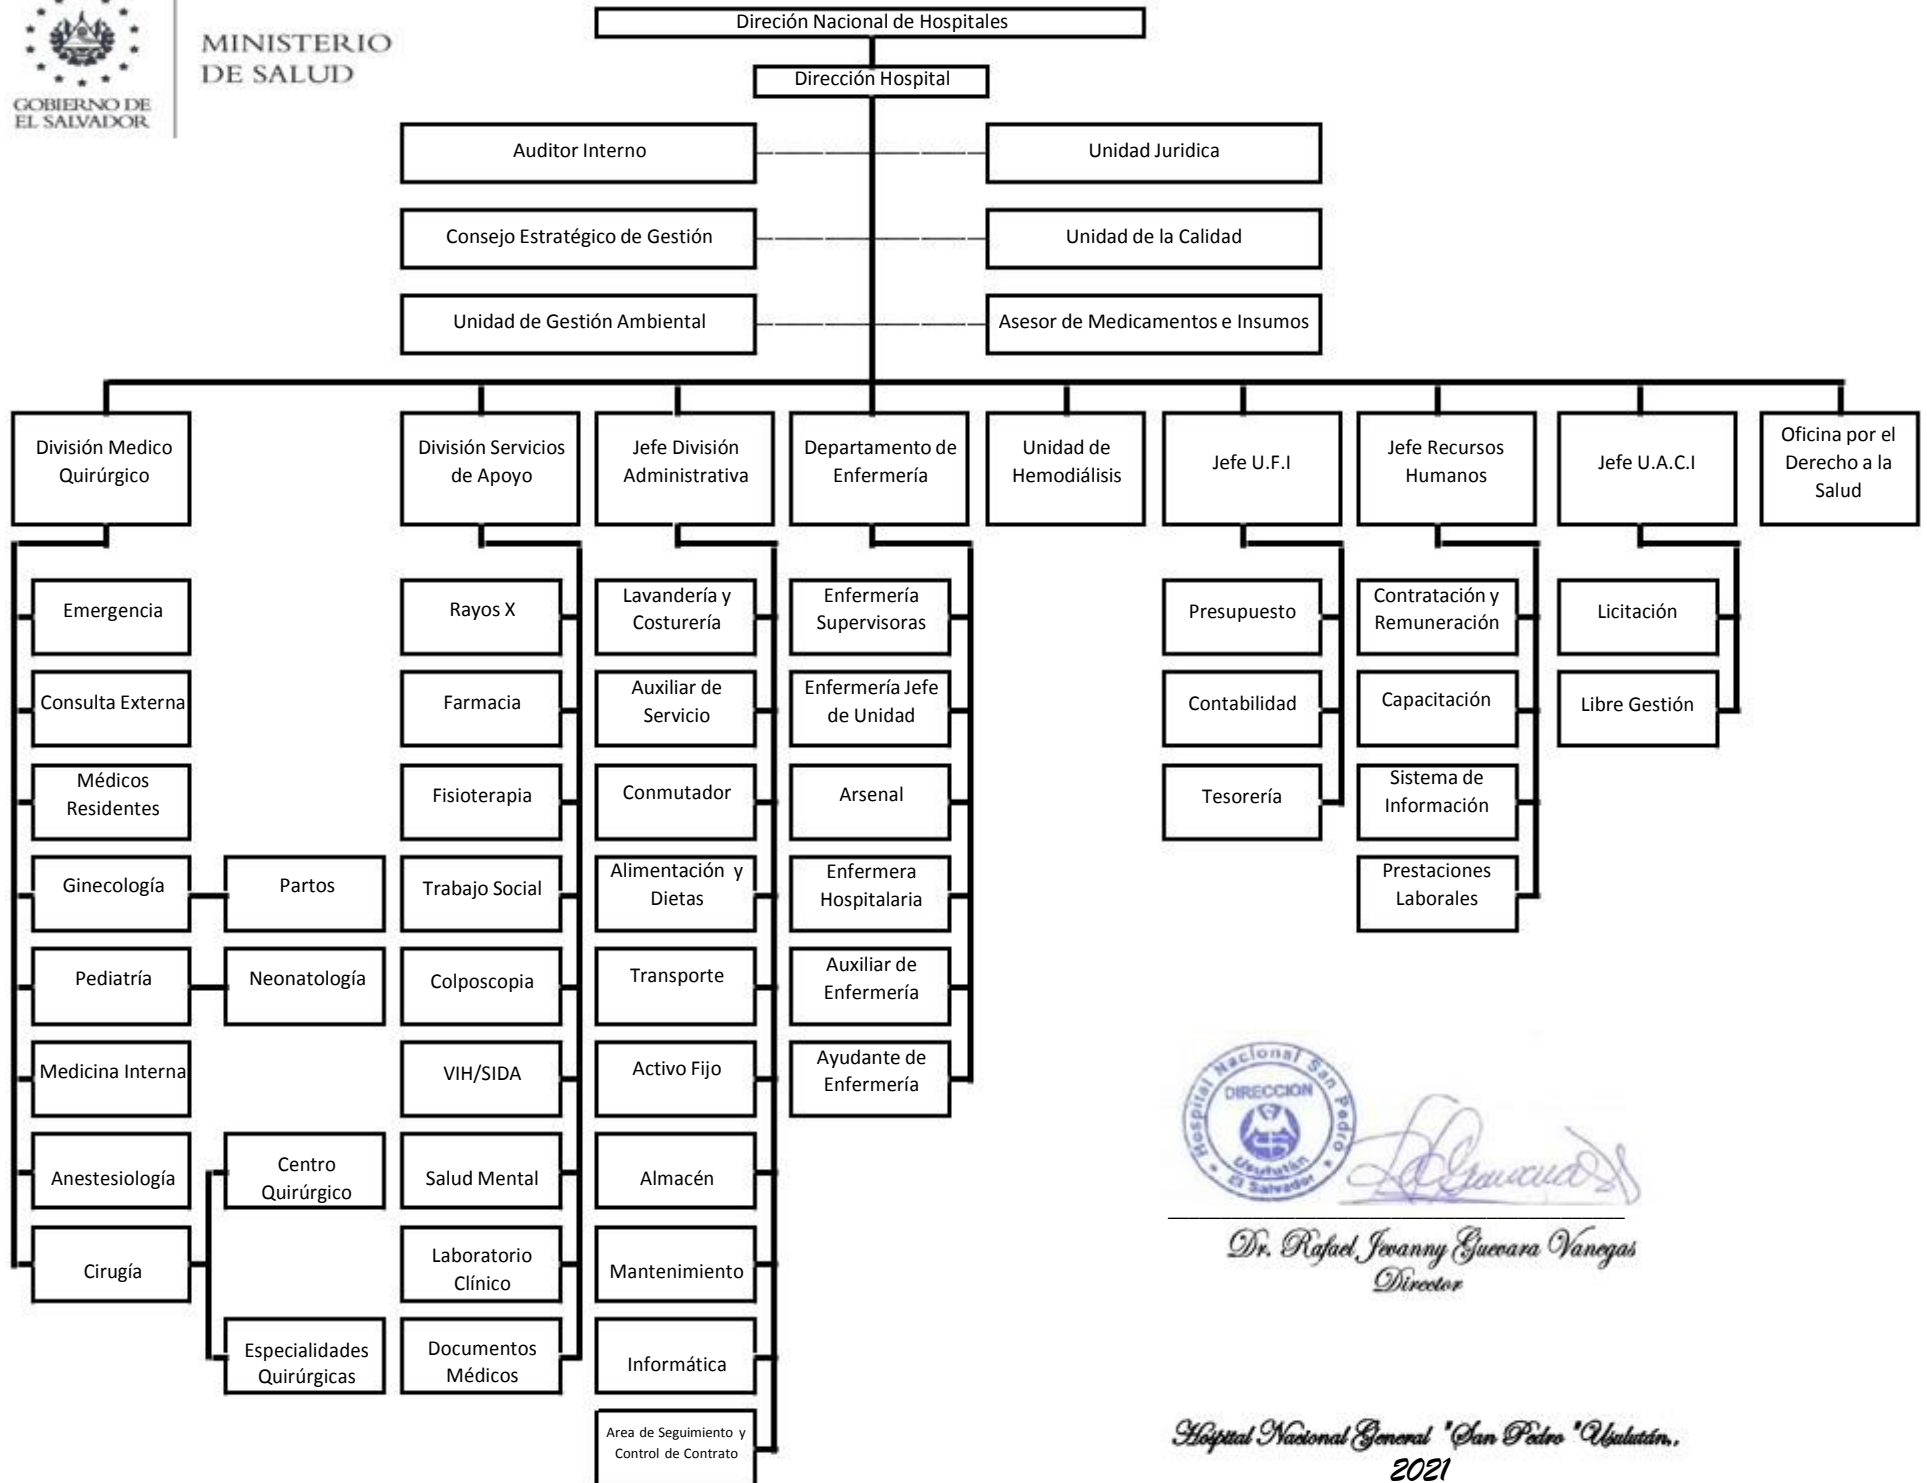 GOBIERNO DE
EL SALVADOR
MINISTERIO
DE SALUD
Direción Nacional de Hospitales
Dirección Hospital
Auditor Interno
Unidad Juridica
Consejo Estratégico de Gestión
Unidad de la Calidad
Unidad de Gestión Ambiental
Asesor de Medicamentos e Insumos
División Medico
Quirúrgico
División Servicios
de Apoyo
Jefe División
Administrativa
Departamento de
Enfermería
Unidad de
Hemodiálisis
Jefe U.F.I
Jefe Recursos
Humanos
Jefe U.A.C.I
Oficina por el
Derecho a la
Salud
Emergencia
Consulta Externa
Médicos
Residentes
Ginecología
Partos
Pediatría
Neonatología
Medicina Interna
Anestesiología
Cirugía
Centro
Quirúrgico
Especialidades
Quirúrgicas
Rayos X
Farmacia
Fisioterapia
Trabajo Social
Colposcopia
VIH/SIDA
Salud Mental
Laboratorio
Clínico
Documentos
Médicos
Lavandería y
Costurería
Auxiliar de
Servicio
Conmutador
Alimentación y
Dietas
Transporte
Activo Fijo
Almacén
Mantenimiento
Informática
Area de Seguimiento y
Control de Contrato
Enfermería
Supervisoras
Enfermería Jefe
de Unidad
Arsenal
Enfermera
Hospitalaria
Auxiliar de
Enfermería
Ayudante de
Enfermería
Presupuesto
Contabilidad
Tesorería
Contratación y
Remuneración
Capacitación
Sistema de
Información
Prestaciones
Laborales
Licitación
Libre Gestión
Hospital Nacional San Pedro
DIRECCION
Usulután
El Salvador
Dr. Rafael Jovanny Guevara Vanegas
Director
Hospital Nacional General "San Pedro "Usulután.,
2021